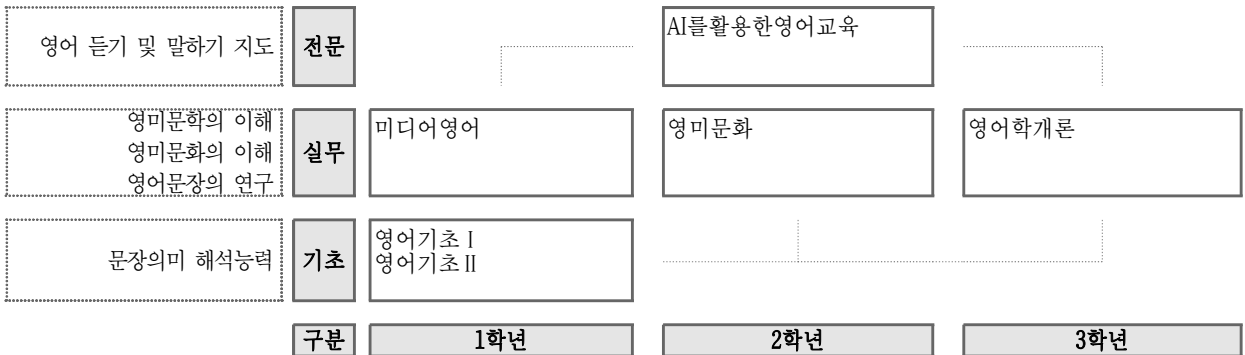 영어 듣기 및 말하기 지도
전문
AI를활용한영어교육
영미문학의 이해
영미문화의 이해
영어문장의 연구
실무
미디어영어
영미문화
영어학개론
문장의미 해석능력
기초
영어기초Ⅰ
영어기초Ⅱ
구분
1학년
2학년
3학년